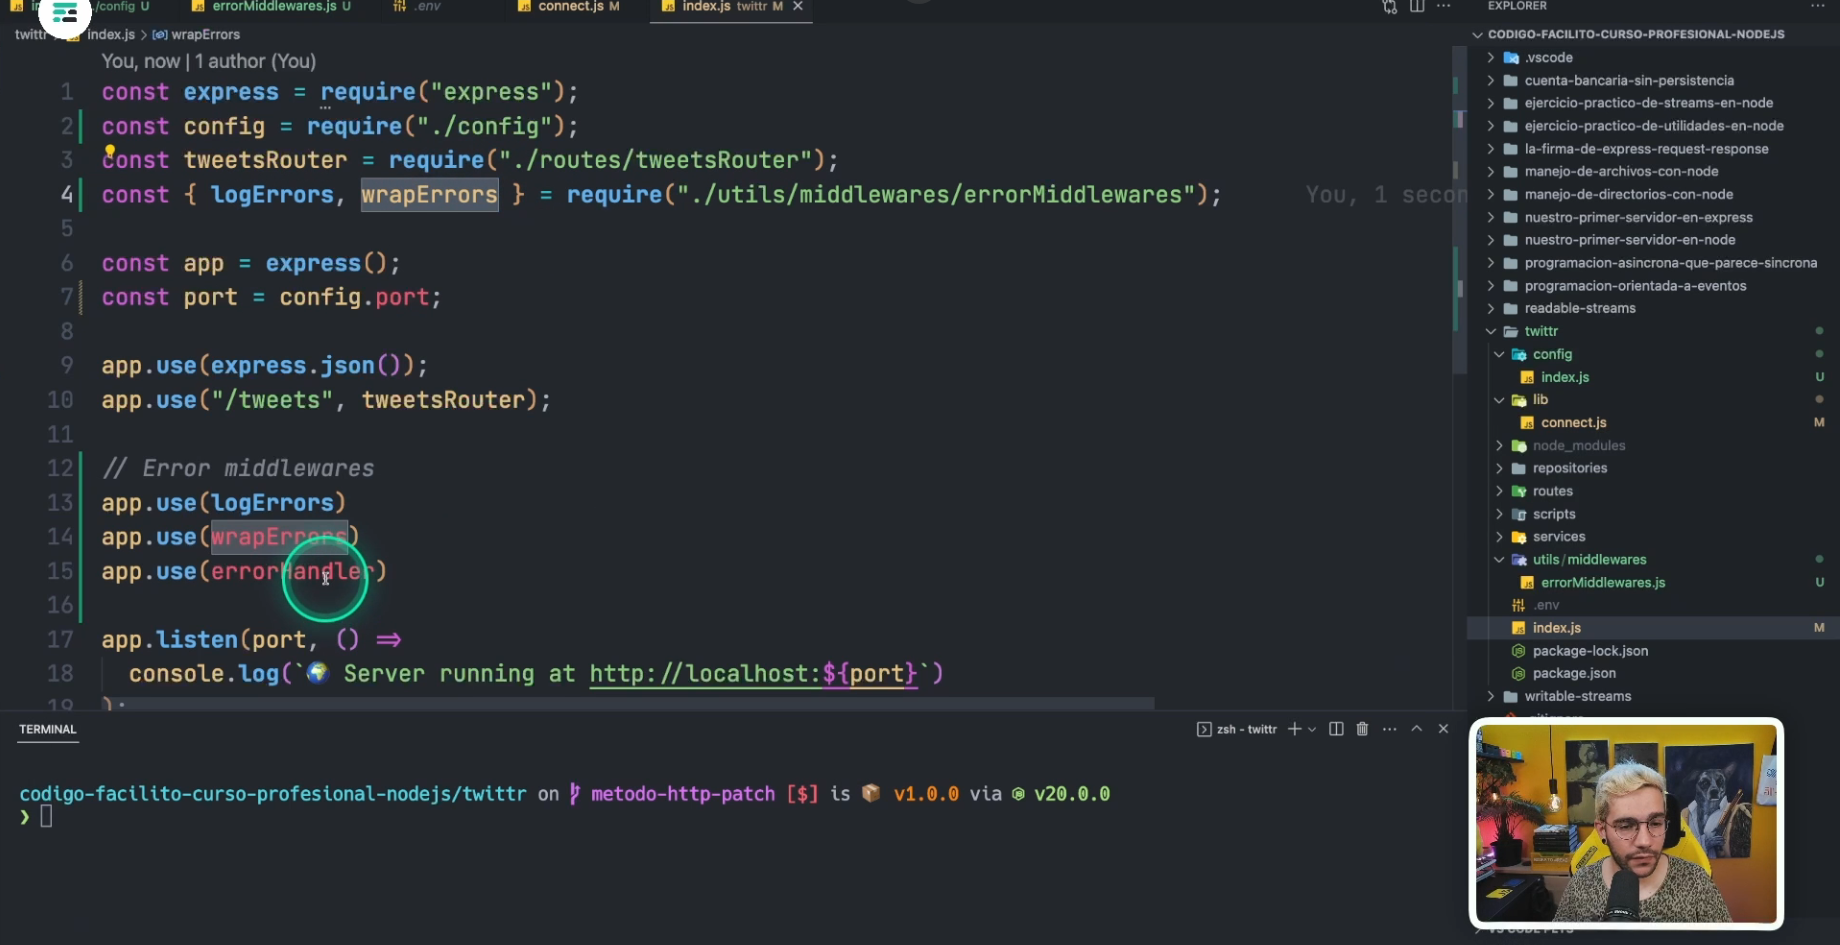 /config U
errorMiddlewares.js U
.env
connect.js M
index.js twittr M
EXPLORER
twittr > index.js > wrapErrors
You, now | 1 author (You)
1 const express = require("express");
2 const config = require("./config");
3 const tweetsRouter = require("./routes/tweetsRouter");
4 const { logErrors, wrapErrors } = require("./utils/middlewares/errorMiddlewares"); You, 1 secon
5
6 const app = express();
7 const port = config.port;
8
9 app.use(express.json());
10 app.use("/tweets", tweetsRouter);
11
12 // Error middlewares
13 app.use(logErrors)
14 app.use(wrapErrors)
15 app.use(errorHandler)
16
17 app.listen(port, () =>
18 console.log(`🌍 Server running at http://localhost:${port}`)
19 );
CODIGO-FACILITO-CURSO-PROFESIONAL-NODEJS
.vscode
cuenta-bancaria-sin-persistencia
ejercicio-practico-de-streams-en-node
ejercicio-practico-de-utilidades-en-node
la-firma-de-express-request-response
manejo-de-archivos-con-node
manejo-de-directorios-con-node
nuestro-primer-servidor-en-express
nuestro-primer-servidor-en-node
programacion-asincrona-que-parece-sincrona
programacion-orientada-a-eventos
readable-streams
twittr
config
index.js U
lib
connect.js M
node_modules
repositories
routes
scripts
services
utils/middlewares
errorMiddlewares.js U
.env
index.js M
package-lock.json
package.json
writable-streams
.gitignore
TERMINAL
zsh - twittr
codigo-facilito-curso-profesional-nodejs/twittr on metodo-http-patch [$] is 📦 v1.0.0 via v20.0.0
❯
VS CODE PETS